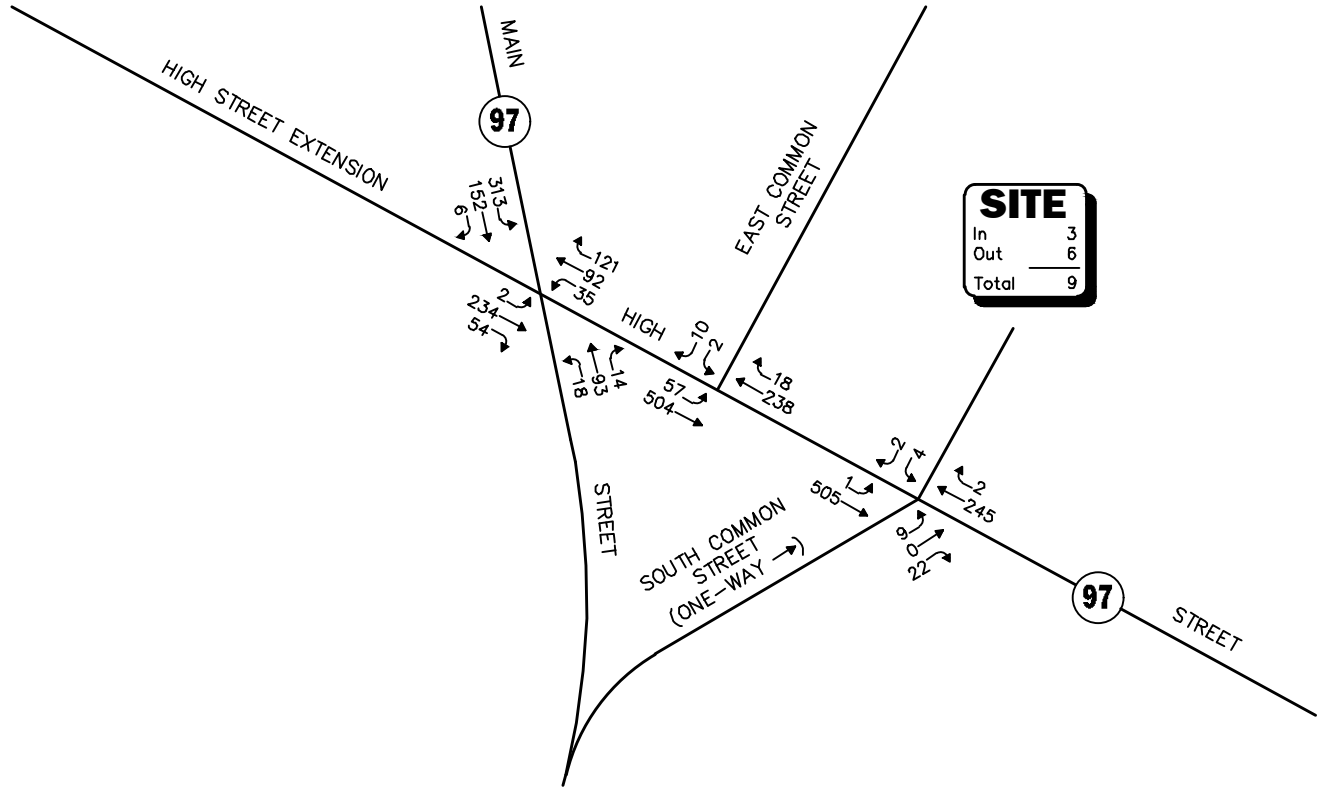 MAIN
97
HIGH STREET EXTENSION
EAST COMMON
STREET
SITE
In 3
Out 6
Total 9
313
152
6
121
92
35
2
234
54
18
93
14
HIGH
10
2
57
504
18
238
2
4
1
505
2
245
9
0
22
STREET
SOUTH COMMON
STREET
(ONE-WAY )
97
STREET